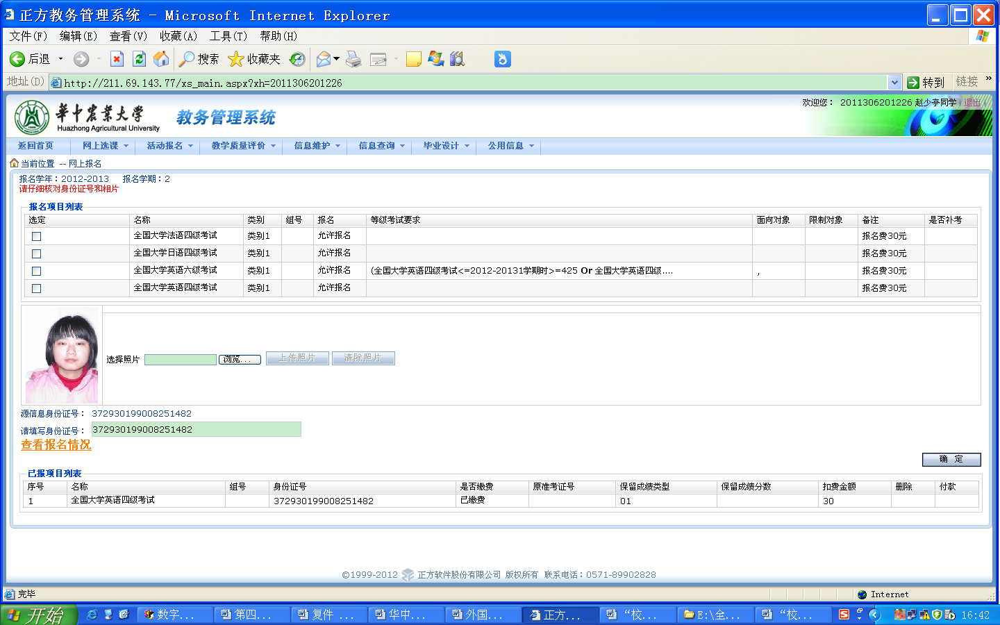 正方教务管理系统 - Microsoft Internet Explorer
文件(F) 编辑(E) 查看(V) 收藏(A) 工具(T) 帮助(H)
后退 搜索 收藏夹
地址(D) http://211.69.143.77/xs_main.aspx?xh=2011306201226 转到 链接 »
華中农業大学 Huazhong Agricultural University 教务管理系统 欢迎您： 2011306201226 赵少亭同学 退出
返回首页 网上选课 活动报名 教学质量评价 信息维护 信息查询 毕业设计 公用信息
当前位置 -- 网上报名
报名学年：2012-2013 报名学期：2
请仔细核对身份证号和相片
报名项目列表
选定 名称 类别 组号 报名 等级考试要求 面向对象 限制对象 备注 是否补考
全国大学法语四级考试 类别1 允许报名 报名费30元
全国大学日语四级考试 类别1 允许报名 报名费30元
全国大学英语六级考试 类别1 允许报名 (全国大学英语四级考试<=2012-20131学期时>=425 Or 全国大学英语四级.... , 报名费30元
全国大学英语四级考试 类别1 允许报名 报名费30元
选择照片 浏览... 上传照片 清除照片
源信息身份证号： 372930199008251482
请填写身份证号： 372930199008251482
查看报名情况
确 定
已报项目列表
序号 名称 组号 身份证号 是否缴费 原准考证号 保留成绩类型 保留成绩分数 扣费金额 删除 付款
1 全国大学英语四级考试 372930199008251482 已缴费 01 30
©1999-2012 正方软件股份有限公司 版权所有 联系电话：0571-89902828
完毕 Internet
开始 数字... 第四... 复件 ... 华中... 外国... 正方... “校... E:\全... “校... 16:42